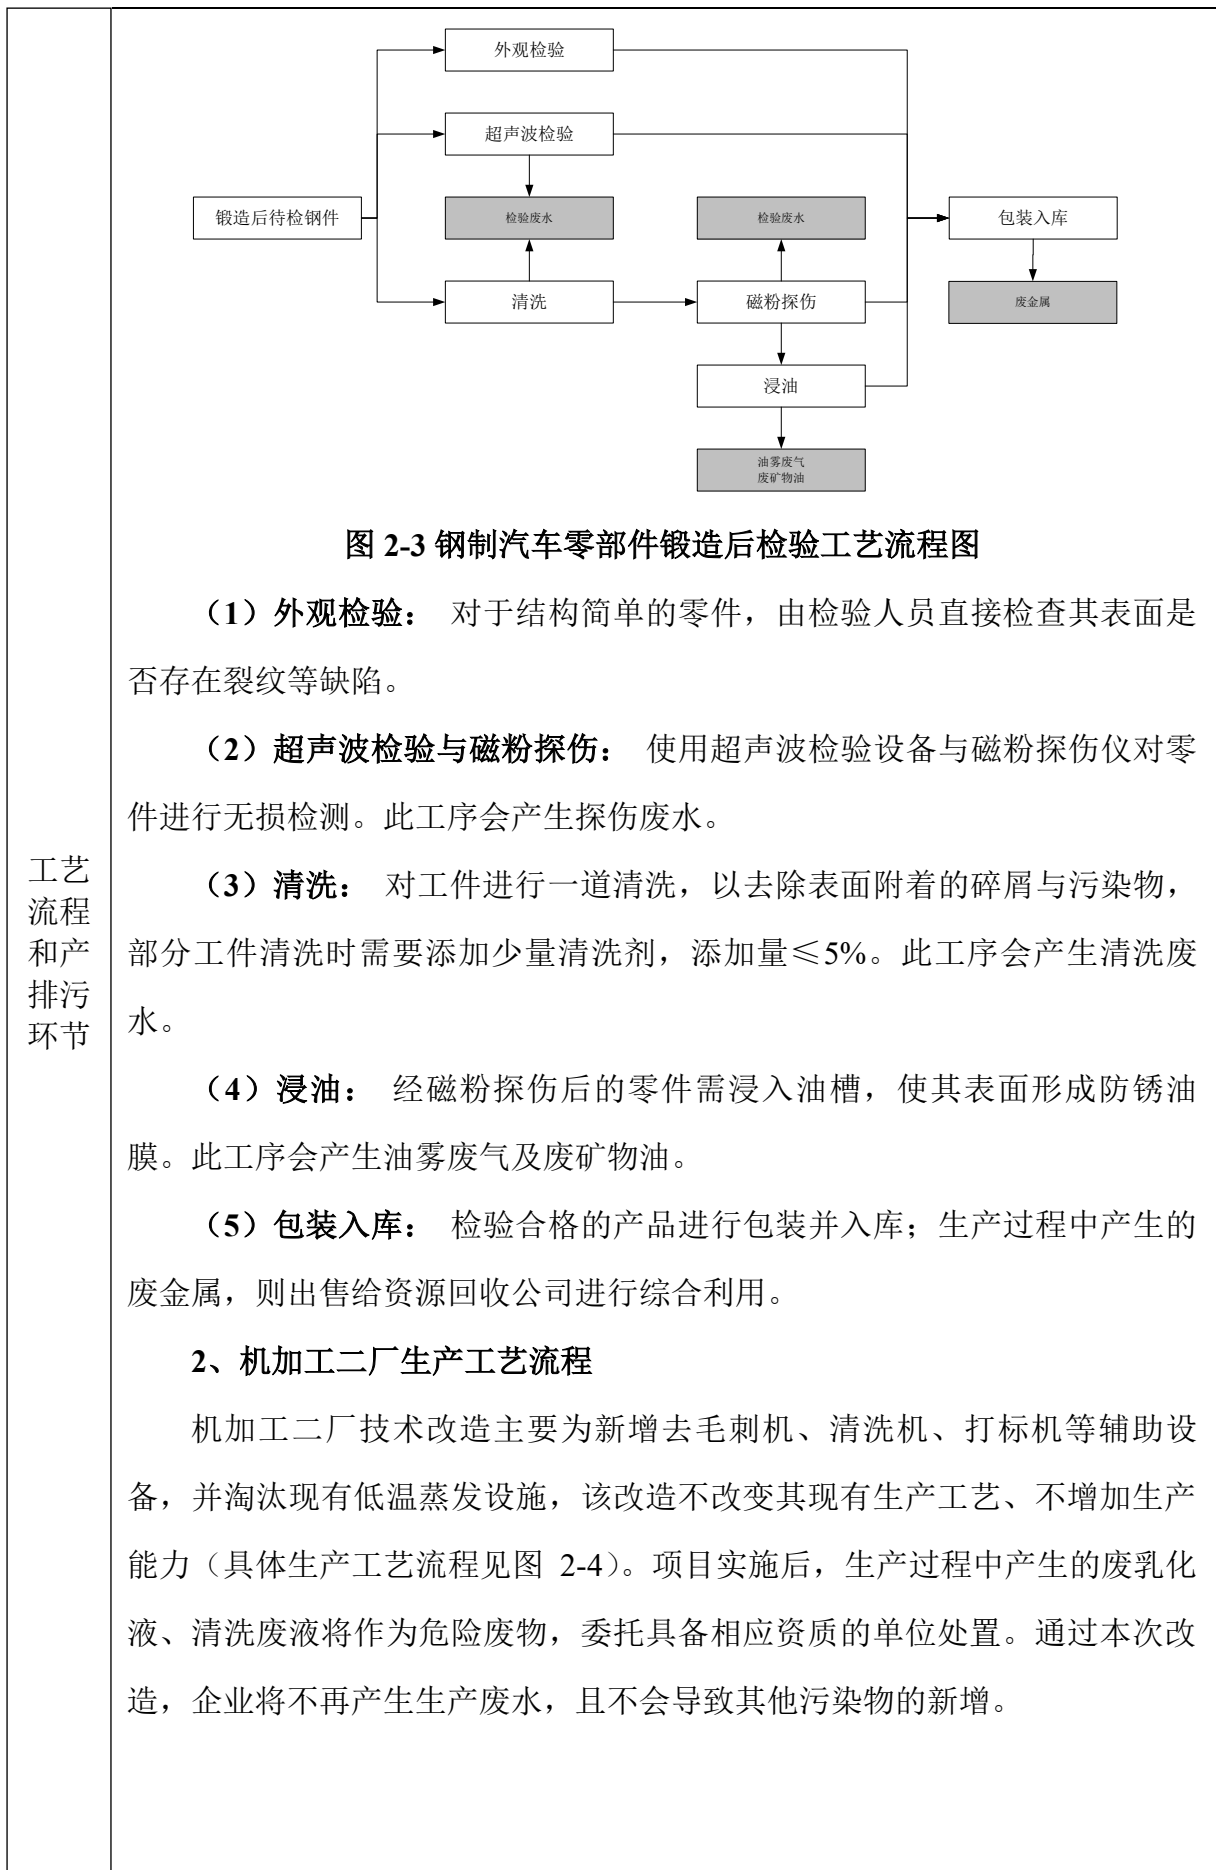 外观检验
超声波检验
锻造后待检钢件
检验废水
检验废水
包装入库
清洗
磁粉探伤
废金属
浸油
油雾废气
废矿物油
图 2-3 钢制汽车零部件锻造后检验工艺流程图
（1）外观检验： 对于结构简单的零件，由检验人员直接检查其表面是
否存在裂纹等缺陷。
（2）超声波检验与磁粉探伤： 使用超声波检验设备与磁粉探伤仪对零
件进行无损检测。此工序会产生探伤废水。
工艺
流程
和产
排污
环节
（3）清洗： 对工件进行一道清洗，以去除表面附着的碎屑与污染物，
部分工件清洗时需要添加少量清洗剂，添加量≤5%。此工序会产生清洗废
水。
（4）浸油： 经磁粉探伤后的零件需浸入油槽，使其表面形成防锈油
膜。此工序会产生油雾废气及废矿物油。
（5）包装入库： 检验合格的产品进行包装并入库；生产过程中产生的
废金属，则出售给资源回收公司进行综合利用。
2、机加工二厂生产工艺流程
机加工二厂技术改造主要为新增去毛刺机、清洗机、打标机等辅助设
备，并淘汰现有低温蒸发设施，该改造不改变其现有生产工艺、不增加生产
能力（具体生产工艺流程见图 2-4）。项目实施后，生产过程中产生的废乳化
液、清洗废液将作为危险废物，委托具备相应资质的单位处置。通过本次改
造，企业将不再产生生产废水，且不会导致其他污染物的新增。